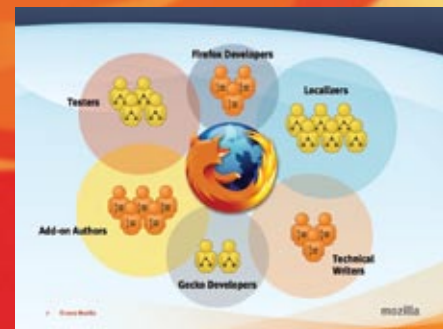 Firefox Developers
Testers
Localizers
Add-on Authors
Technical
Writers
Gecko Developers
mozilla